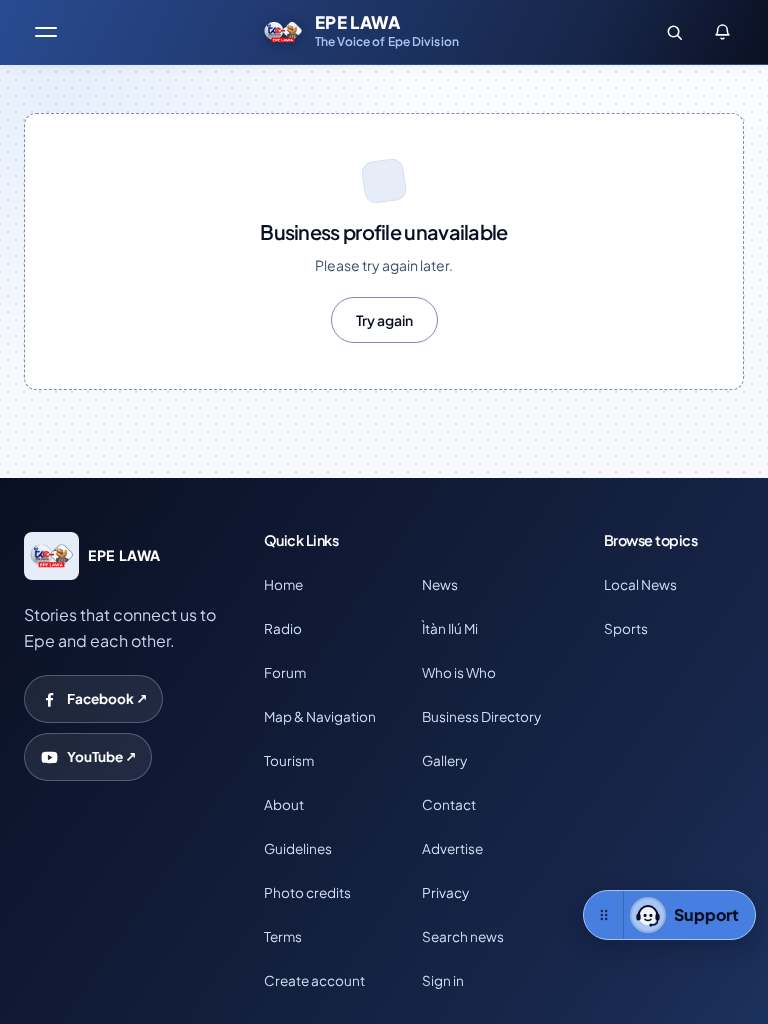 EPE LAWA
The Voice of Epe Division
Business profile unavailable
Please try again later.
Try again
EPE LAWA
Stories that connect us to
Epe and each other.
Facebook ↗
YouTube ↗
Quick Links
Home
News
Radio
Ìtàn Ilú Mi
Forum
Who is Who
Map & Navigation
Business Directory
Tourism
Gallery
About
Contact
Guidelines
Advertise
Photo credits
Privacy
Terms
Search news
Create account
Sign in
Browse topics
Local News
Sports
Support